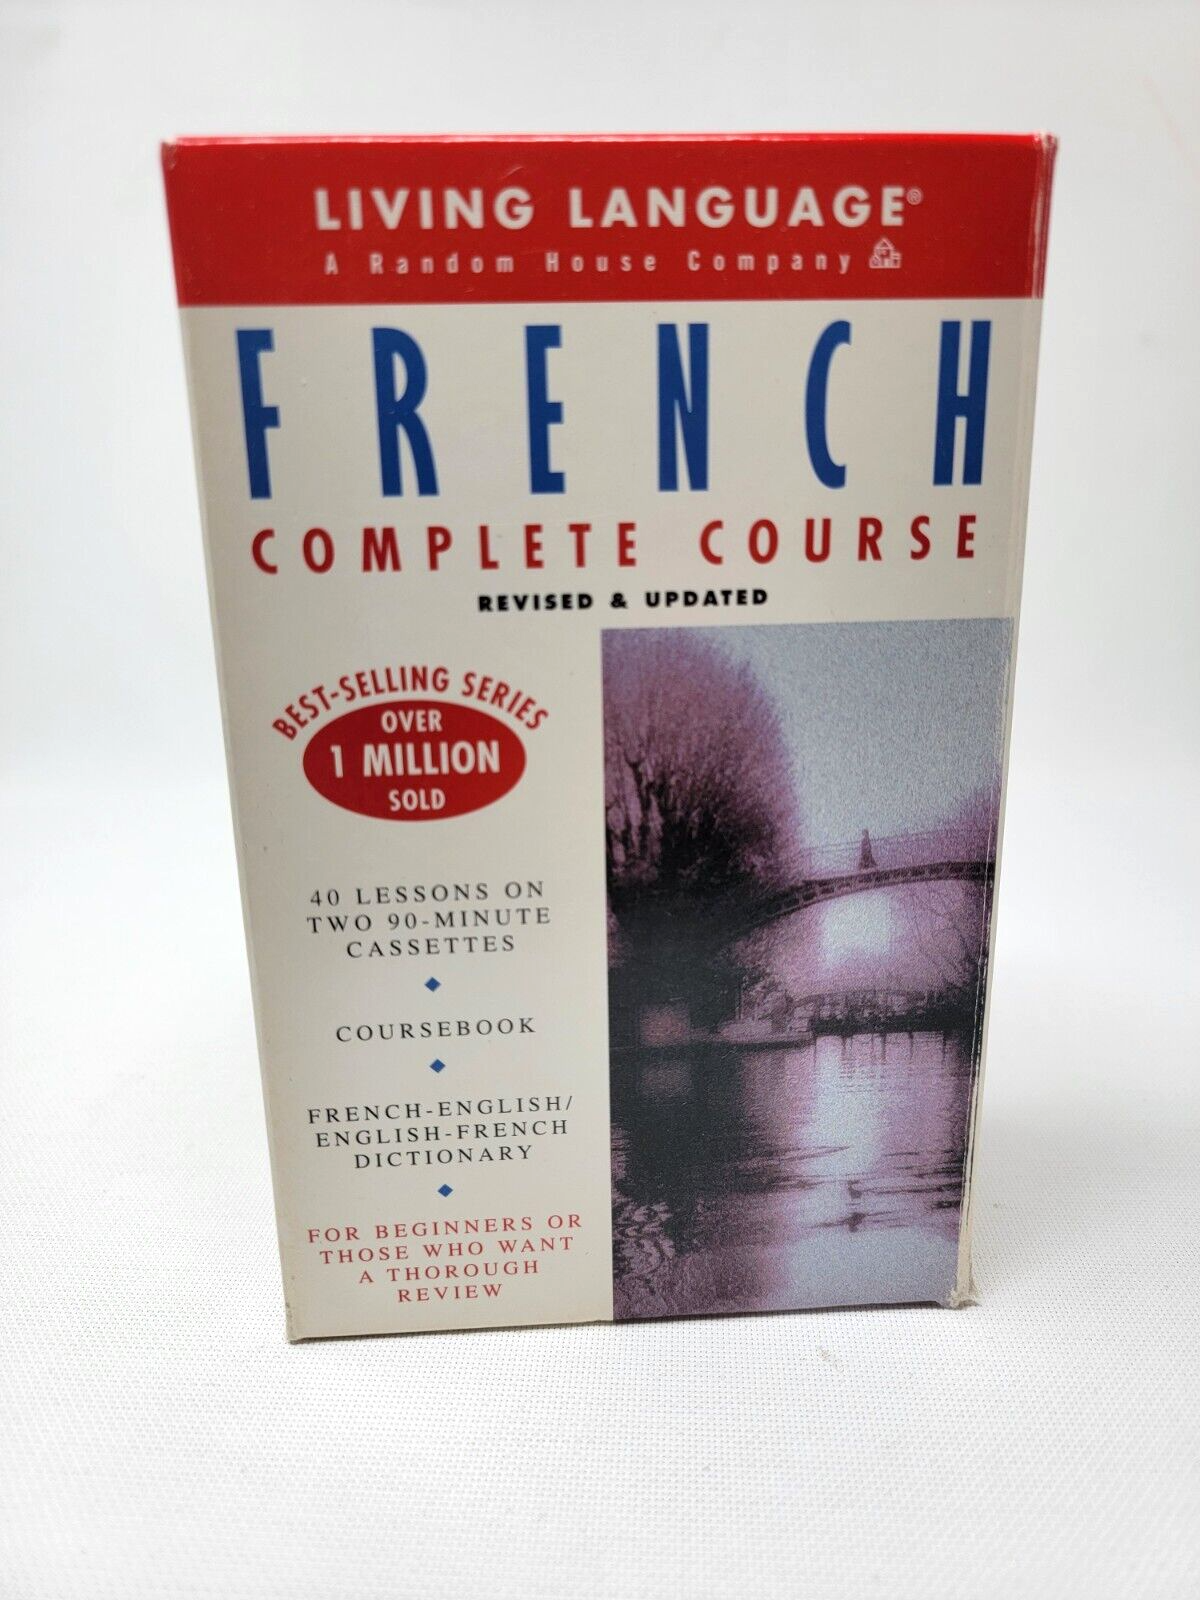 LIVING LANGUAGE®
A Random House Company
FRENCH
COMPLETE COURSE
REVISED & UPDATED
BEST-SELLING SERIES
OVER
1 MILLION
SOLD
40 LESSONS ON
TWO 90-MINUTE
CASSETTES
COURSEBOOK
FRENCH-ENGLISH/
ENGLISH-FRENCH
DICTIONARY
FOR BEGINNERS OR
THOSE WHO WANT
A THOROUGH
REVIEW